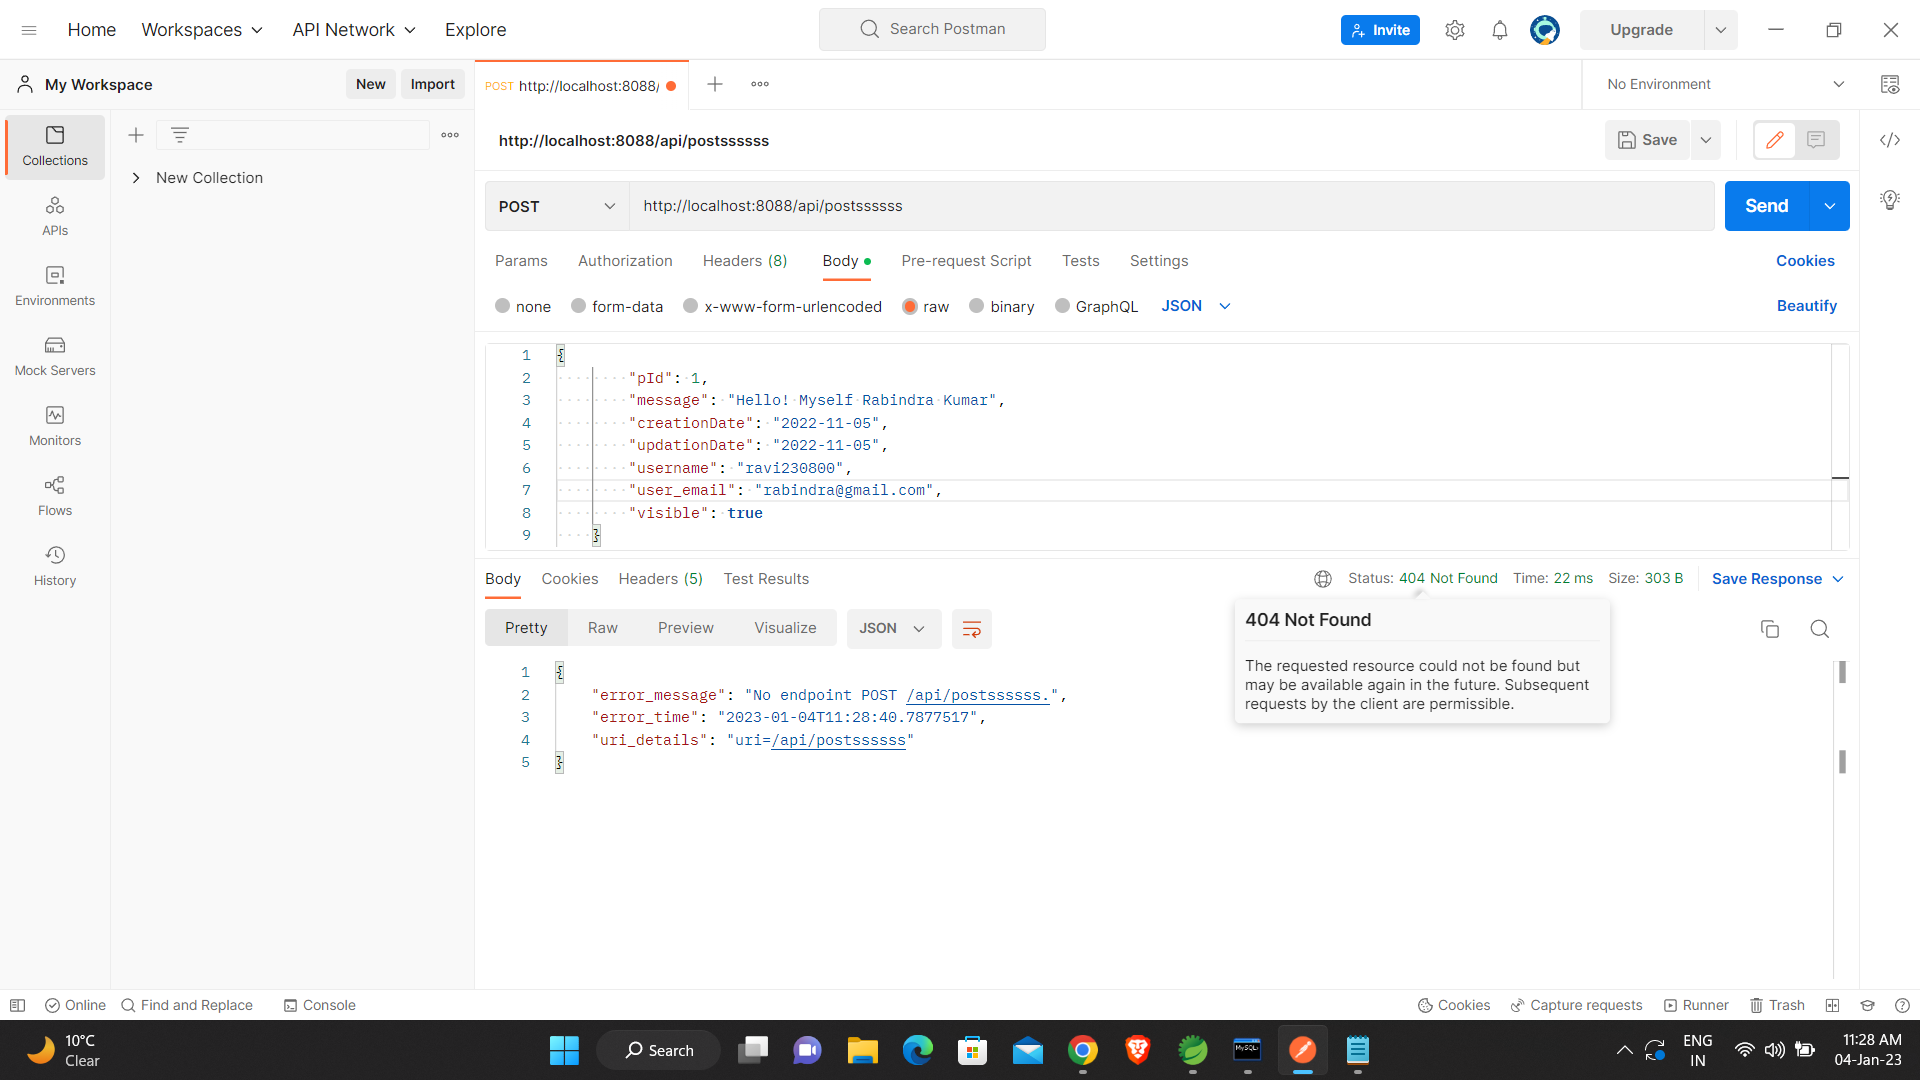 Home
Workspaces
API Network
Explore
Search Postman
Invite
Upgrade
My Workspace
New
Import
POST http://localhost:8088/
No Environment
Collections
New Collection
APIs
Environments
Mock Servers
Monitors
Flows
History
http://localhost:8088/api/postssssss
Save
POST
http://localhost:8088/api/postssssss
Send
Params
Authorization
Headers (8)
Body
Pre-request Script
Tests
Settings
Cookies
none
form-data
x-www-form-urlencoded
raw
binary
GraphQL
JSON
Beautify
1 {
2 "pId": 1,
3 "message": "Hello! Myself Rabindra Kumar",
4 "creationDate": "2022-11-05",
5 "updationDate": "2022-11-05",
6 "username": "ravi230800",
7 "user_email": "rabindra@gmail.com",
8 "visible": true
9 }
Body
Cookies
Headers (5)
Test Results
Status: 404 Not Found
Time: 22 ms
Size: 303 B
Save Response
Pretty
Raw
Preview
Visualize
JSON
404 Not Found
The requested resource could not be found but
may be available again in the future. Subsequent
requests by the client are permissible.
1 {
2 "error_message": "No endpoint POST /api/postssssss.",
3 "error_time": "2023-01-04T11:28:40.7877517",
4 "uri_details": "uri=/api/postssssss"
5 }
Online
Find and Replace
Console
Cookies
Capture requests
Runner
Trash
10°C
Clear
Search
MySQL
ENG
IN
11:28 AM
04-Jan-23